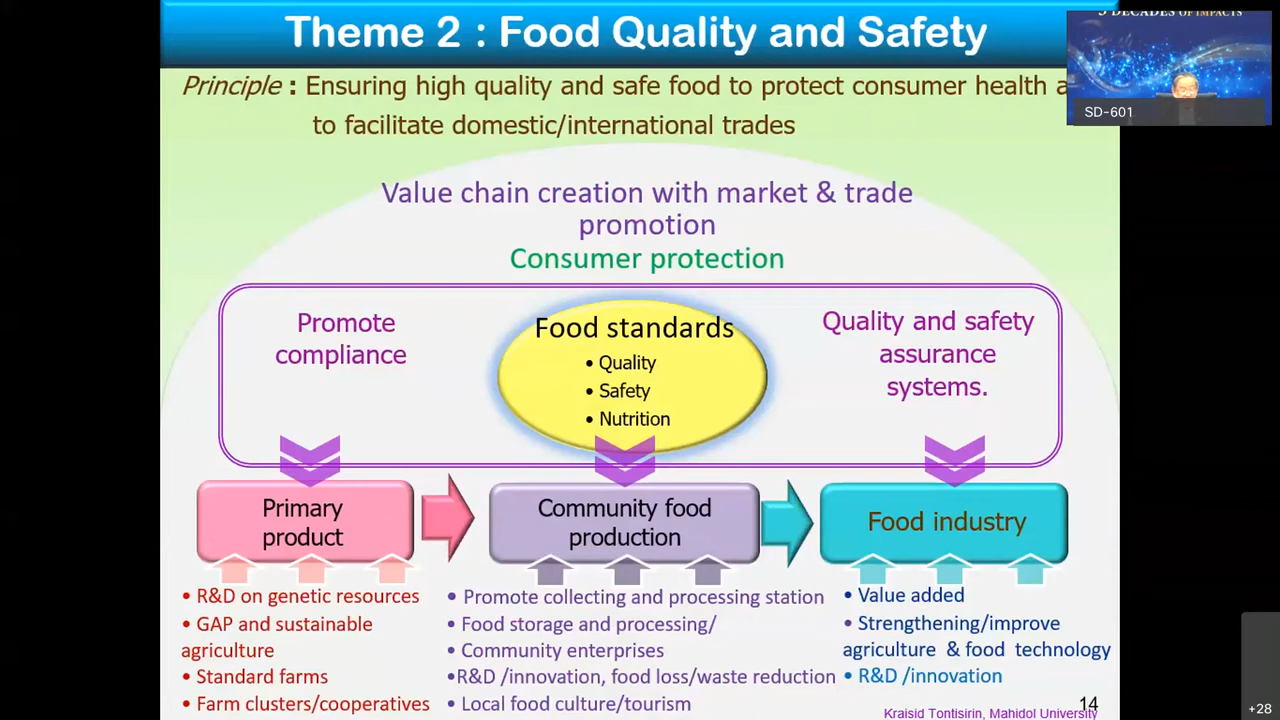 Theme 2 : Food Quality and Safety
3 DECADES OF IMPACTS
SD-601
Principle : Ensuring high quality and safe food to protect consumer health
to facilitate domestic/international trades
Value chain creation with market & trade
promotion
Consumer protection
Promote
compliance
Food standards
• Quality
• Safety
• Nutrition
Quality and safety
assurance
systems.
Primary
product
Community food
production
Food industry
• R&D on genetic resources
• GAP and sustainable
agriculture
• Standard farms
• Farm clusters/cooperatives
• Promote collecting and processing station
• Food storage and processing/
• Community enterprises
•R&D /innovation, food loss/waste reduction
• Local food culture/tourism
• Value added
• Strengthening/improve
agriculture & food technology
• R&D /innovation
14
Kraisid Tontisirin, Mahidol University
+28